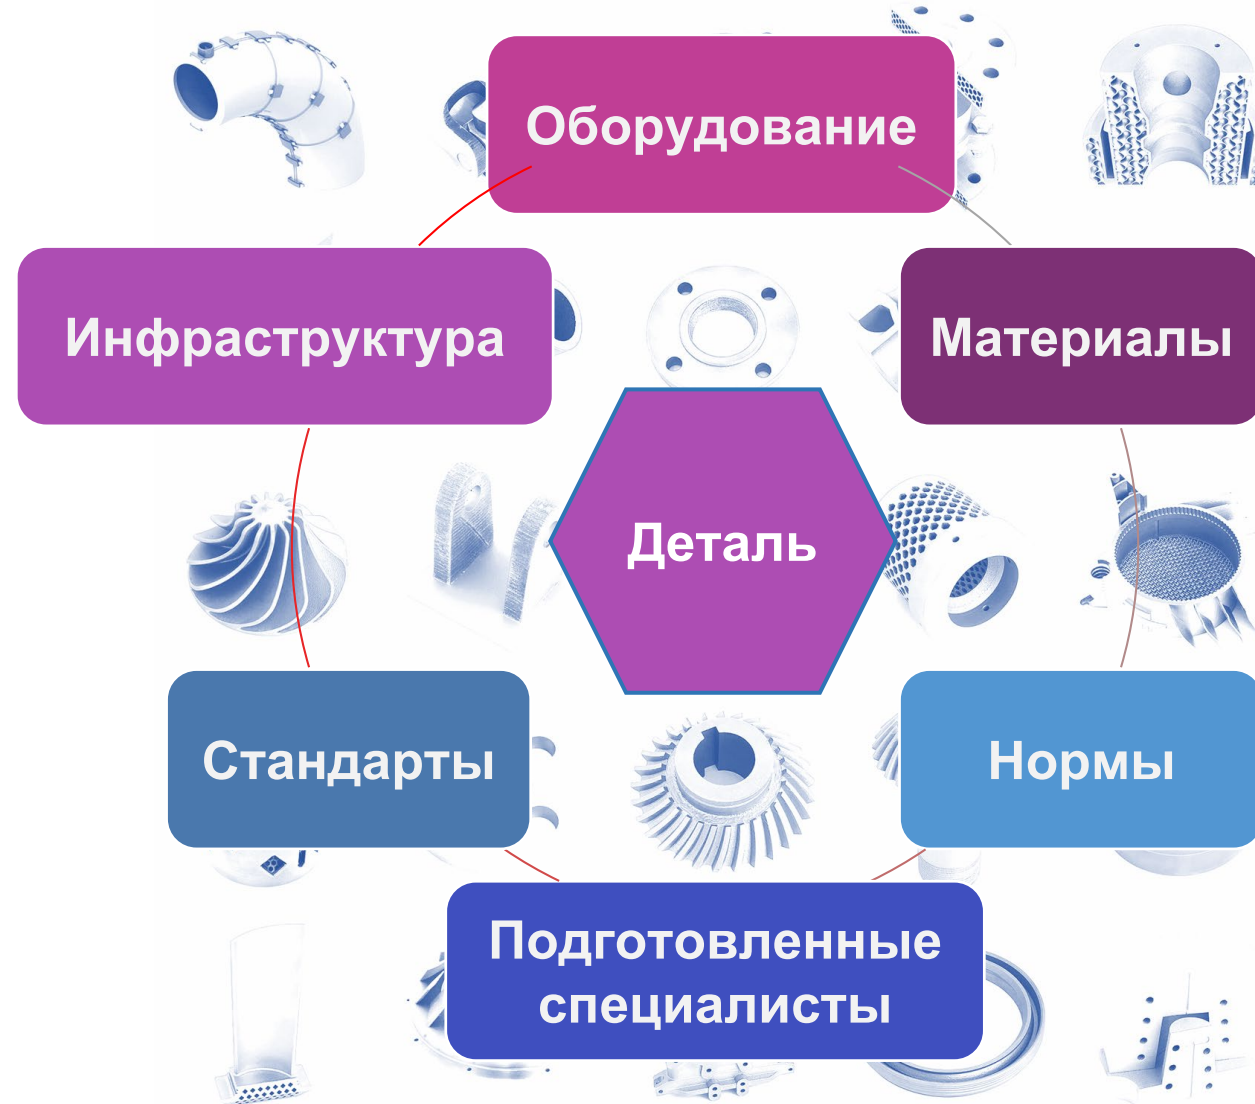 Оборудование
Инфраструктура
Материалы
Деталь
Стандарты
Нормы
Подготовленные
специалисты